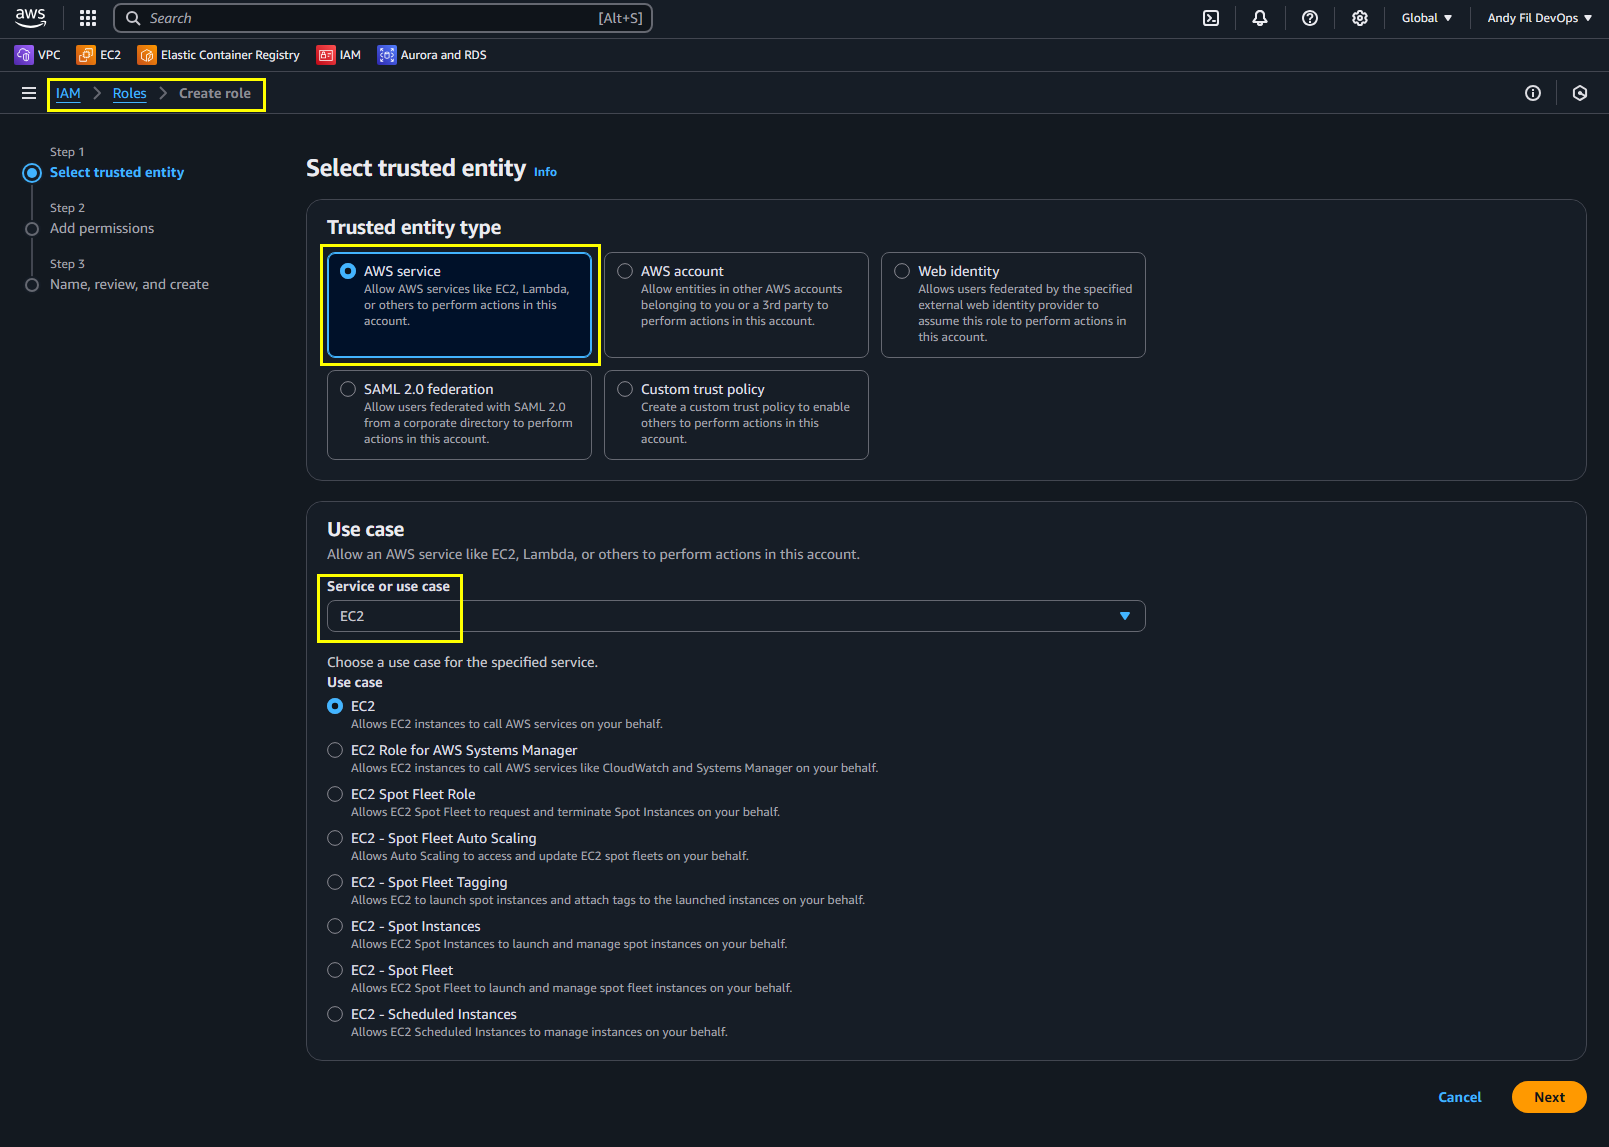 aws
Search
[Alt+S]
Global
Andy Fil DevOps
VPC
EC2
Elastic Container Registry
IAM
Aurora and RDS
IAM
Roles
Create role
Step 1
Select trusted entity
Step 2
Add permissions
Step 3
Name, review, and create
Select trusted entity Info
Trusted entity type
AWS service
Allow AWS services like EC2, Lambda,
or others to perform actions in this
account.
AWS account
Allow entities in other AWS accounts
belonging to you or a 3rd party to
perform actions in this account.
Web identity
Allows users federated by the specified
external web identity provider to
assume this role to perform actions in
this account.
SAML 2.0 federation
Allow users federated with SAML 2.0
from a corporate directory to perform
actions in this account.
Custom trust policy
Create a custom trust policy to enable
others to perform actions in this
account.
Use case
Allow an AWS service like EC2, Lambda, or others to perform actions in this account.
Service or use case
EC2
Choose a use case for the specified service.
Use case
EC2
Allows EC2 instances to call AWS services on your behalf.
EC2 Role for AWS Systems Manager
Allows EC2 instances to call AWS services like CloudWatch and Systems Manager on your behalf.
EC2 Spot Fleet Role
Allows EC2 Spot Fleet to request and terminate Spot Instances on your behalf.
EC2 - Spot Fleet Auto Scaling
Allows Auto Scaling to access and update EC2 spot fleets on your behalf.
EC2 - Spot Fleet Tagging
Allows EC2 to launch spot instances and attach tags to the launched instances on your behalf.
EC2 - Spot Instances
Allows EC2 Spot Instances to launch and manage spot instances on your behalf.
EC2 - Spot Fleet
Allows EC2 Spot Fleet to launch and manage spot fleet instances on your behalf.
EC2 - Scheduled Instances
Allows EC2 Scheduled Instances to manage instances on your behalf.
Cancel
Next